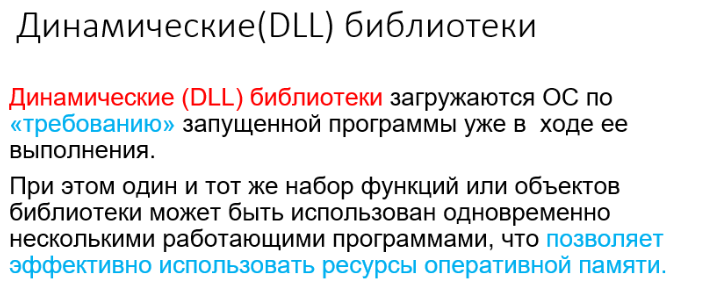 Динамические(DLL) библиотеки
Динамические (DLL) библиотеки загружаются ОС по
«требованию» запущенной программы уже в  ходе ее
выполнения.
При этом один и тот же набор функций или объектов
библиотеки может быть использован одновременно
несколькими работающими программами, что позволяет
эффективно использовать ресурсы оперативной памяти.